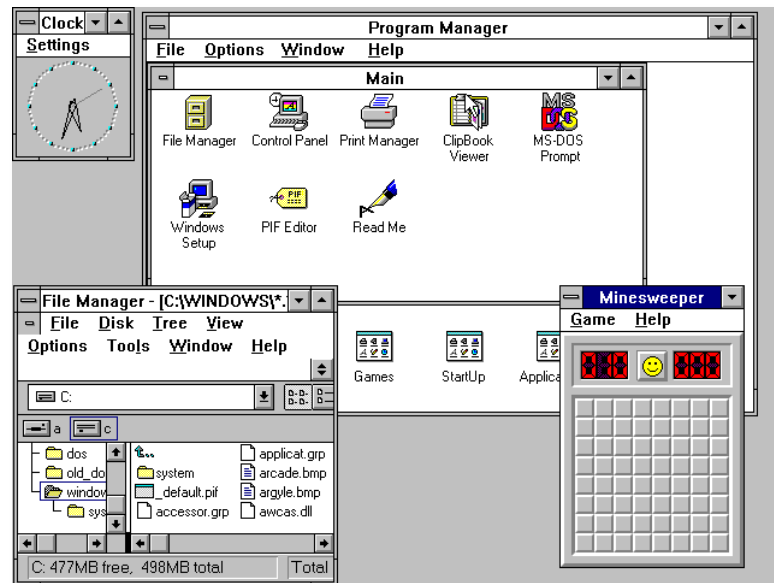 Clock
Settings
Program Manager
File Options Window Help
Main
File Manager
Control Panel
Print Manager
ClipBook
Viewer
MS-DOS
Prompt
MS
DOS
Windows
Setup
PIF Editor
PIF
Read Me
File Manager - [C:\WINDOWS\*.
File Disk Tree View
Options Tools Window Help
C:
a
c
dos
old_do
window
sys
system
_default.pif
accessor.grp
applicat.grp
arcade.bmp
argyle.bmp
awcas.dll
C: 477MB free, 498MB total
Total
Games
StartUp
Applica
Minesweeper
Game Help